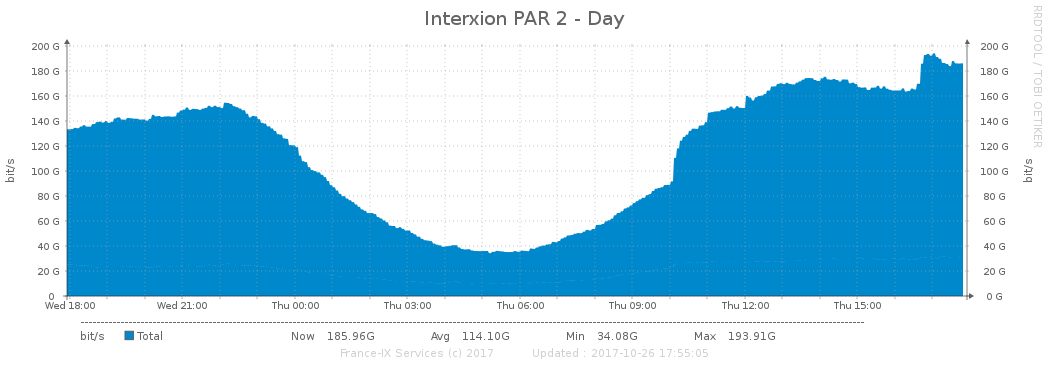 Interxion PAR 2 - Day
RRDTOOL / TOBI OETIKER
bit/s
200 G 200 G
180 G 180 G
160 G 160 G
140 G 140 G
120 G 120 G
100 G 100 G
80 G 80 G
60 G 60 G
40 G 40 G
20 G 20 G
0 0 G
bit/s
Wed 18:00 Wed 21:00 Thu 00:00 Thu 03:00 Thu 06:00 Thu 09:00 Thu 12:00 Thu 15:00
bit/s Total Now 185.96G Avg 114.10G Min 34.08G Max 193.91G
France-IX Services (c) 2017 Updated : 2017-10-26 17:55:05